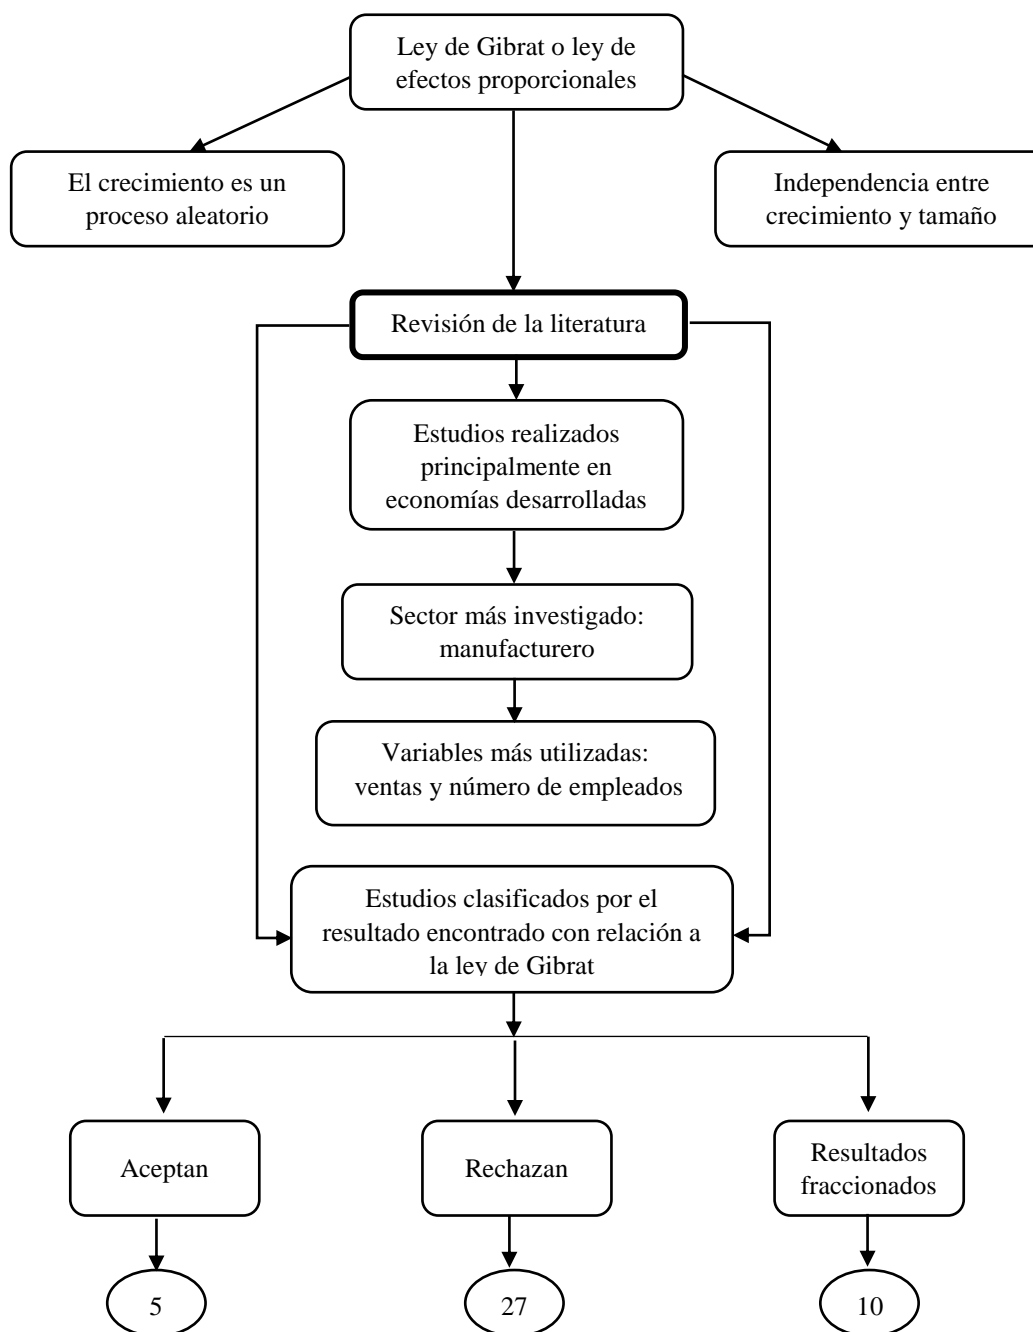 Ley de Gibrat o ley de
efectos proporcionales
El crecimiento es un
proceso aleatorio
Independencia entre
crecimiento y tamaño
Revisión de la literatura
Estudios realizados
principalmente en
economías desarrolladas
Sector más investigado:
manufacturero
Variables más utilizadas:
ventas y número de empleados
Estudios clasificados por el
resultado encontrado con relación a
la ley de Gibrat
Aceptan
Rechazan
Resultados
fraccionados
5
27
10